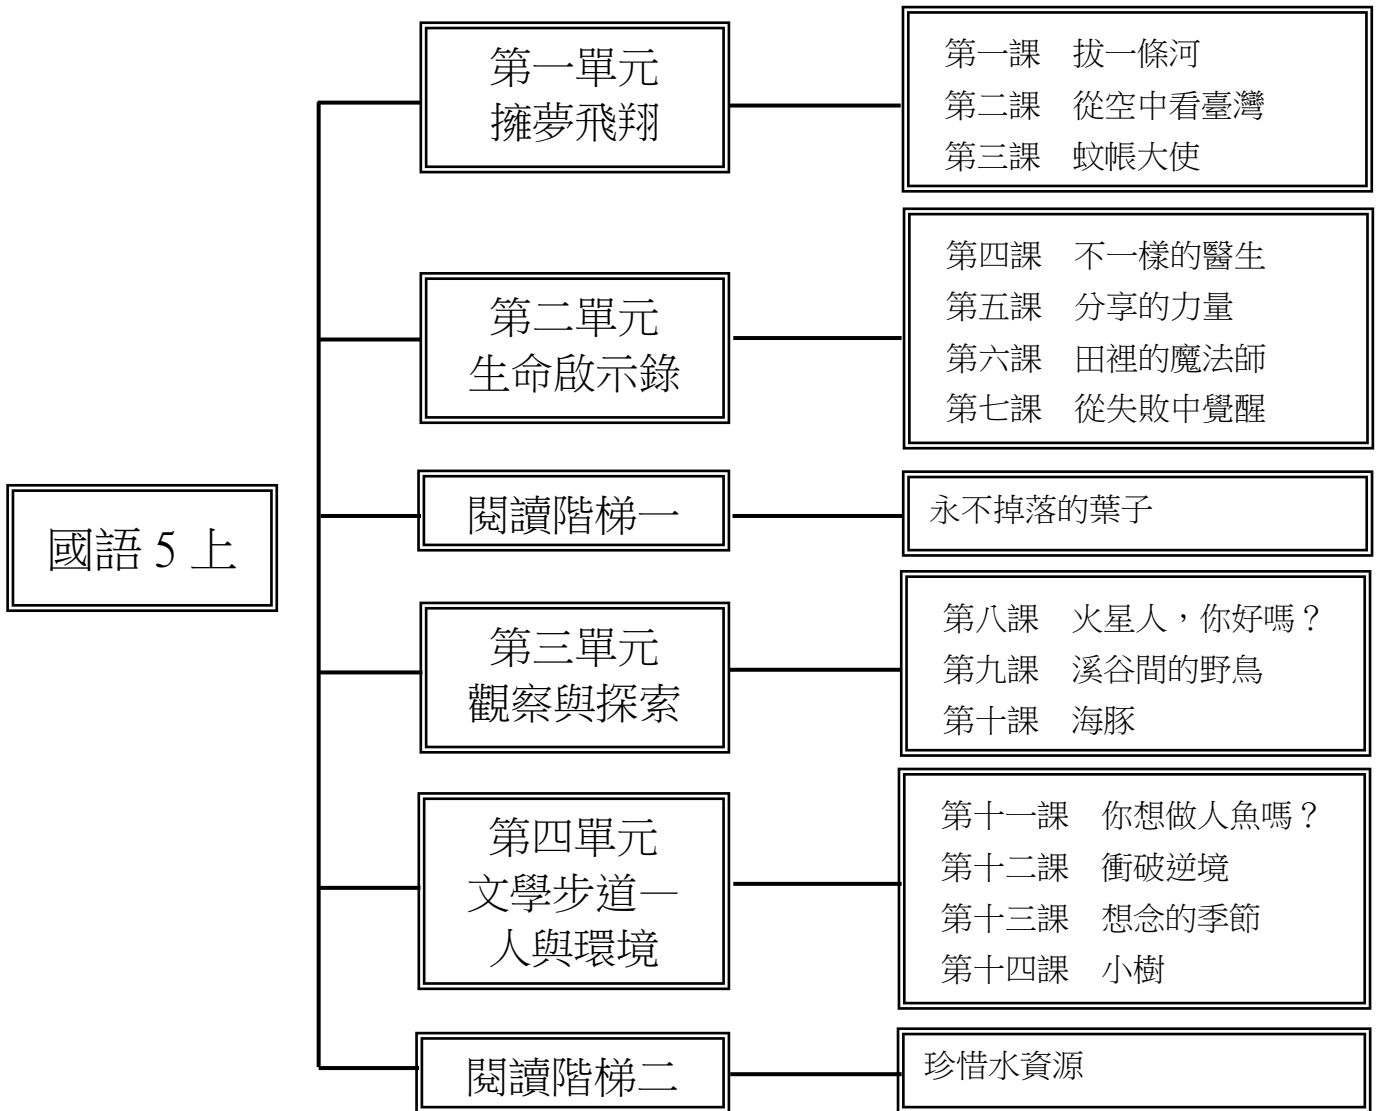 國語 5 上
第一單元
擁夢飛翔
第一課　拔一條河
第二課　從空中看臺灣
第三課　蚊帳大使
第二單元
生命啟示錄
第四課　不一樣的醫生
第五課　分享的力量
第六課　田裡的魔法師
第七課　從失敗中覺醒
閱讀階梯一
永不掉落的葉子
第三單元
觀察與探索
第八課　火星人，你好嗎？
第九課　溪谷間的野鳥
第十課　海豚
第四單元
文學步道－
人與環境
第十一課　你想做人魚嗎？
第十二課　衝破逆境
第十三課　想念的季節
第十四課　小樹
閱讀階梯二
珍惜水資源